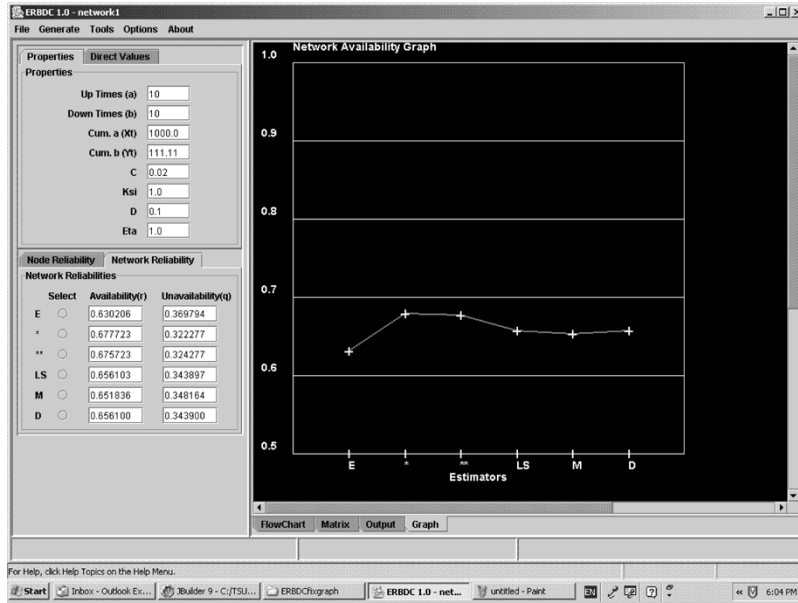 ERBDC 1.0 - network1
File Generate Tools Options About
Properties Direct Values
Properties
Up Times (a) 10
Down Times (b) 10
Cum. a (Xt) 1000.0
Cum. b (Yt) 111.11
C 0.02
Ksi 1.0
D 0.1
Eta 1.0
Node Reliability Network Reliability
Network Reliabilities
Select Availability(r) Unavailability(q)
E 0.630206 0.369794
* 0.677723 0.322277
** 0.675723 0.324277
LS 0.656103 0.343897
M 0.651836 0.348164
D 0.656100 0.343900
Network Availability Graph
1.0
0.9
0.8
0.7
0.6
0.5
E * ** LS M D
Estimators
FlowChart Matrix Output Graph
For Help, click Help Topics on the Help Menu.
Start Inbox - Outlook Ex... JBuilder 9 - C:/TSU... ERBDCfixgraph ERBDC 1.0 - net... untitled - Paint EN 6:04 PM